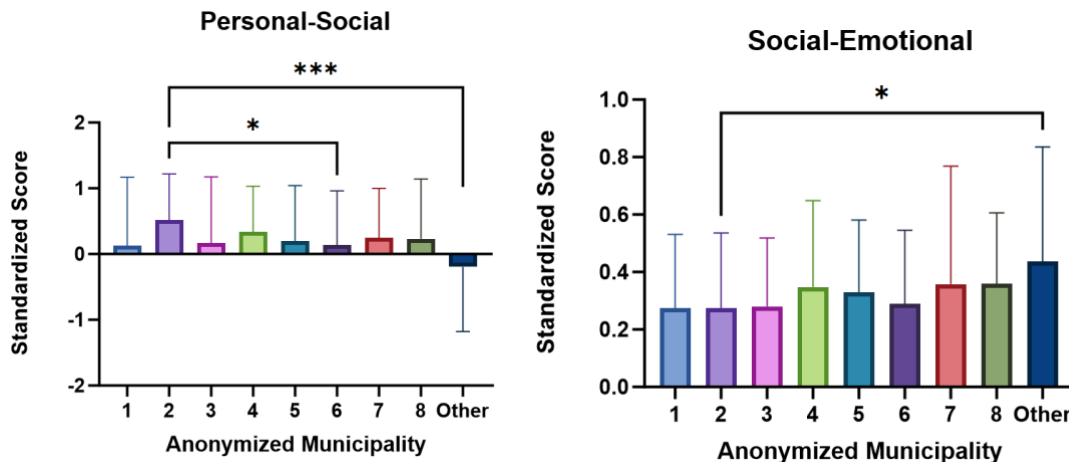 Personal-Social
***
*
Standardized Score
2
1
0
-1
-2
1 2 3 4 5 6 7 8 Other
Anonymized Municipality
Social-Emotional
*
Standardized Score
1.0
0.8
0.6
0.4
0.2
0.0
1 2 3 4 5 6 7 8 Other
Anonymized Municipality